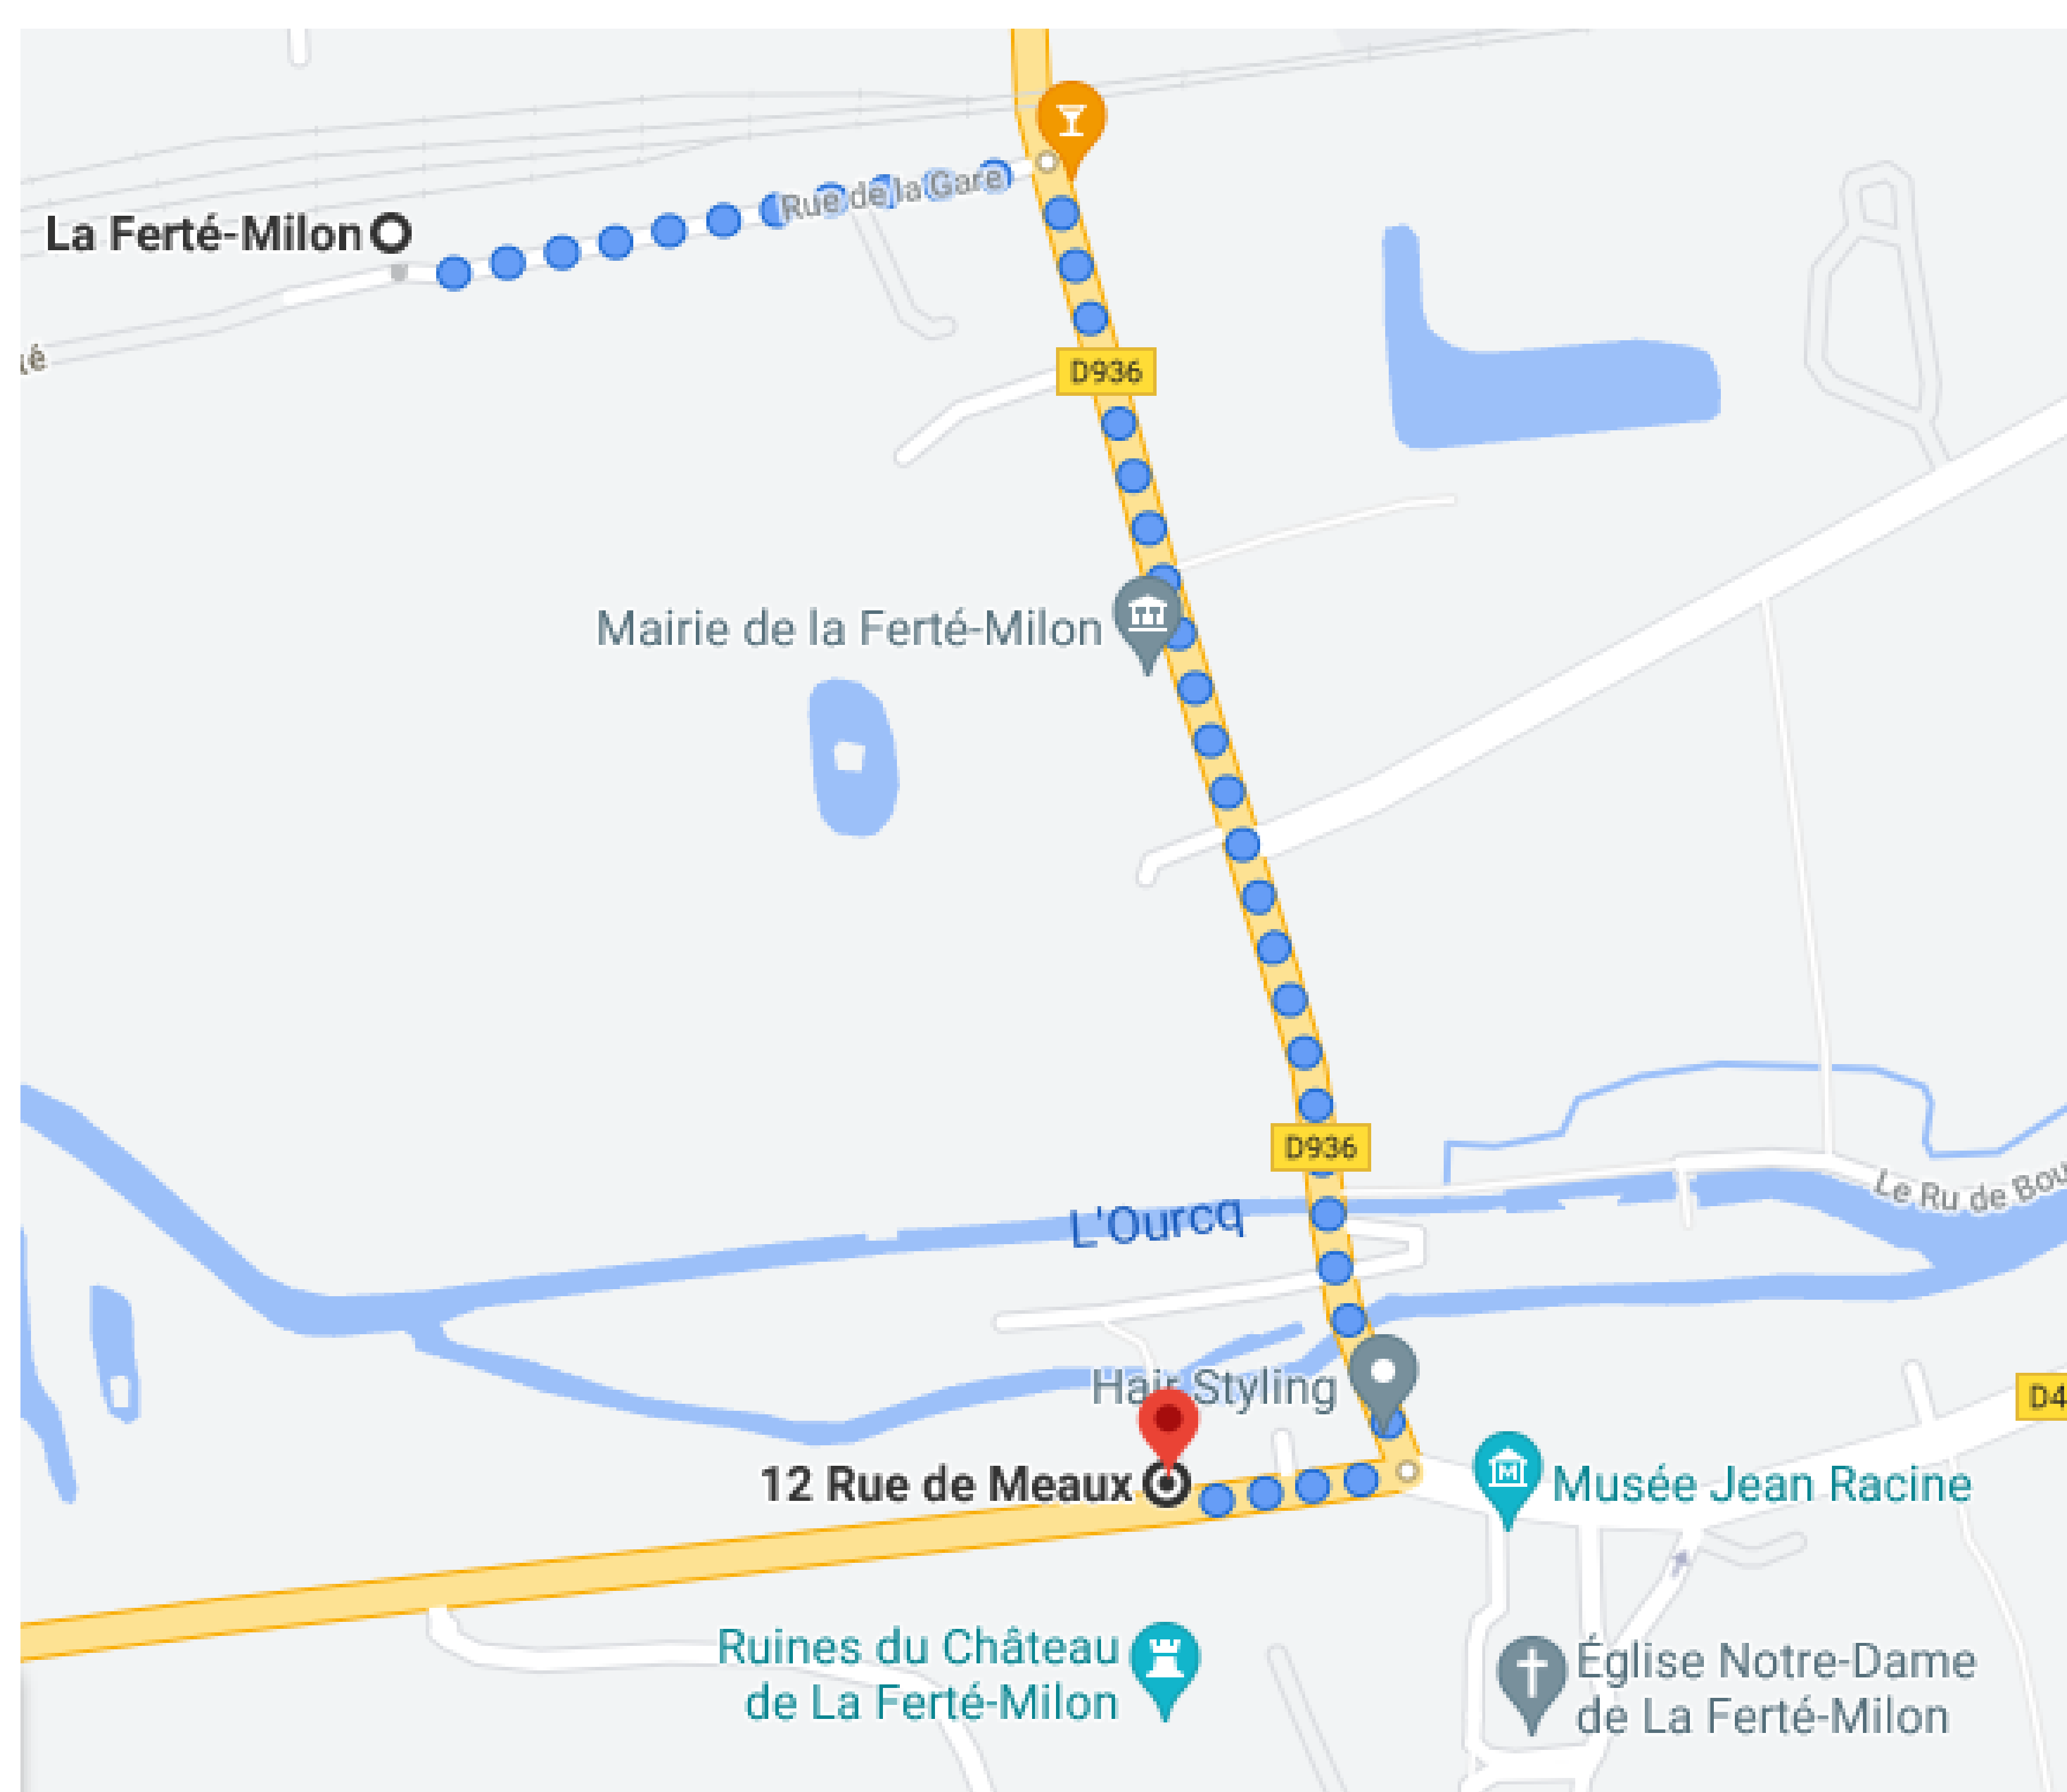 Rue de la Gare
La Ferté-Milon
é
D936
Mairie de la Ferté-Milon
D936
Le Ru de Bou
L'Ourcq
Hair Styling
D4
12 Rue de Meaux
Musée Jean Racine
Ruines du Château
de La Ferté-Milon
Église Notre-Dame
de La Ferté-Milon